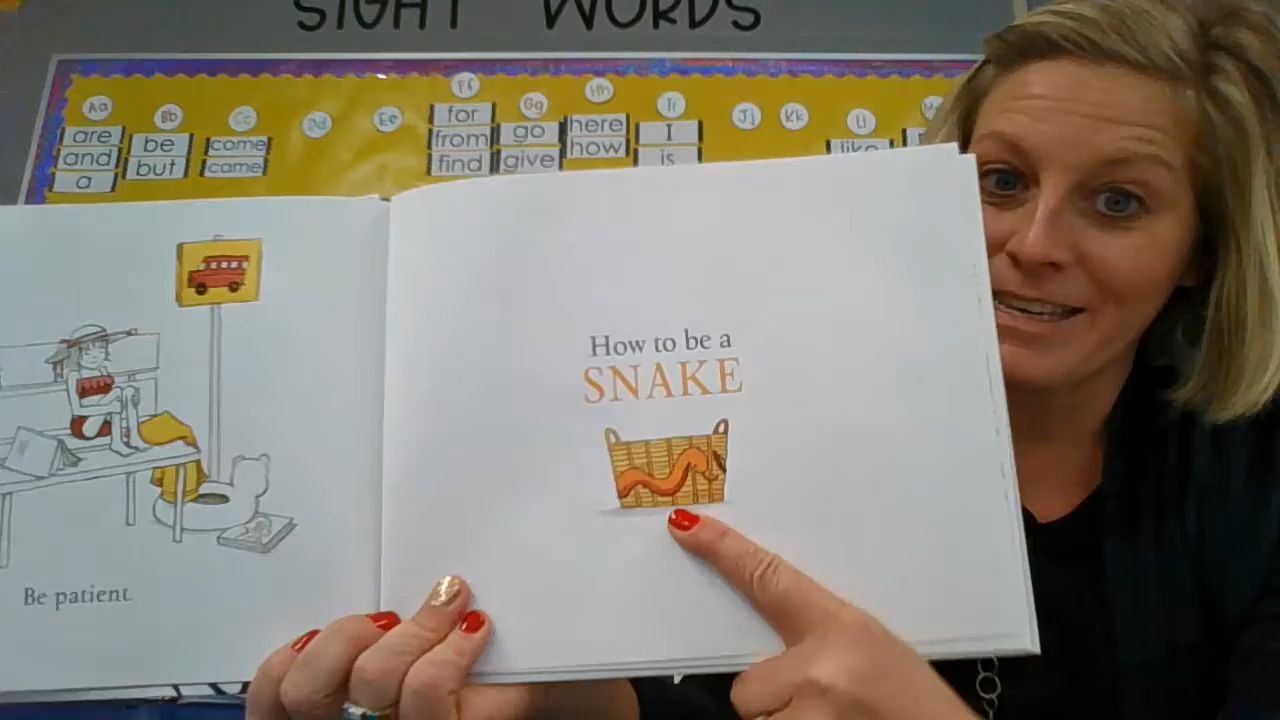 SIGHT WORDS
Aa
are
and
a
Bb
be
but
Cc
come
came
Dd
Ee
Ff
for
from
find
Gg
go
give
Hh
here
how
Ii
I
is
Jj
Kk
Ll
like
Be patient.
How to be a
SNAKE